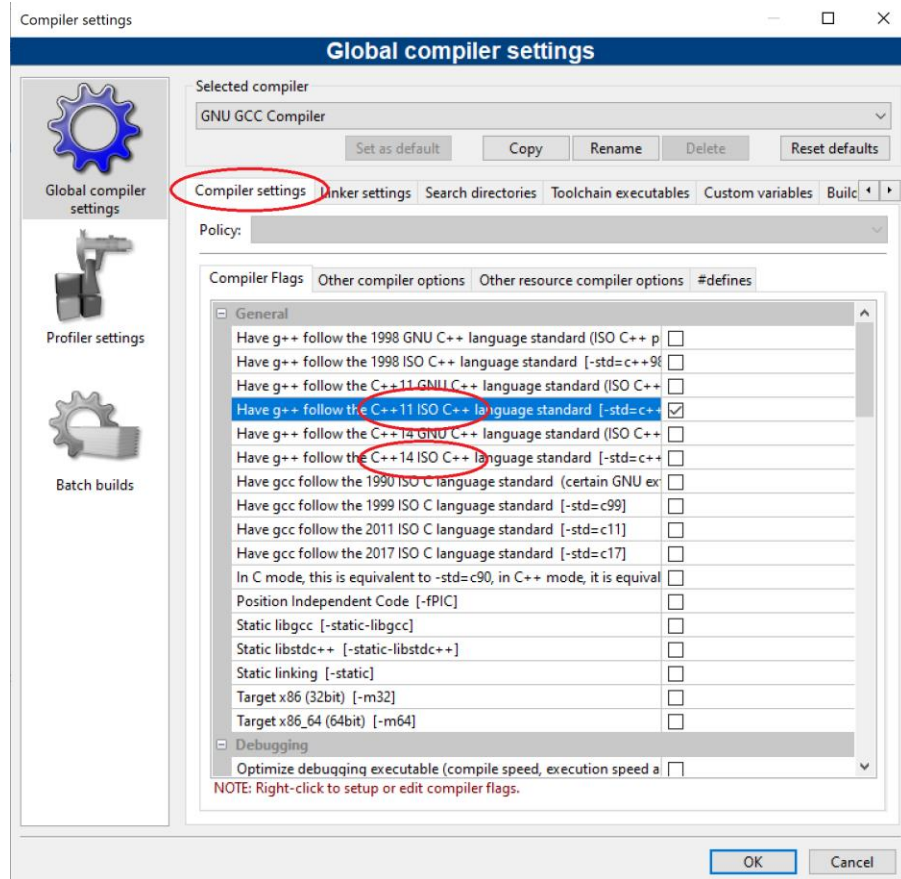 Compiler settings
Global compiler settings
Selected compiler
GNU GCC Compiler
Set as default Copy Rename Delete Reset defaults
Global compiler
settings
Profiler settings
Batch builds
Compiler settings Linker settings Search directories Toolchain executables Custom variables Builc
Policy:
Compiler Flags Other compiler options Other resource compiler options #defines
General
Have g++ follow the 1998 GNU C++ language standard (ISO C++ p
Have g++ follow the 1998 ISO C++ language standard [-std=c++98
Have g++ follow the C++11 GNU C++ language standard (ISO C++
Have g++ follow the C++11 ISO C++ language standard [-std=c++
Have g++ follow the C++14 GNU C++ language standard (ISO C++
Have g++ follow the C++14 ISO C++ language standard [-std=c++
Have gcc follow the 1990 ISO C language standard (certain GNU ex
Have gcc follow the 1999 ISO C language standard [-std=c99]
Have gcc follow the 2011 ISO C language standard [-std=c11]
Have gcc follow the 2017 ISO C language standard [-std=c17]
In C mode, this is equivalent to -std=c90, in C++ mode, it is equival
Position Independent Code [-fPIC]
Static libgcc [-static-libgcc]
Static libstdc++ [-static-libstdc++]
Static linking [-static]
Target x86 (32bit) [-m32]
Target x86_64 (64bit) [-m64]
Debugging
Optimize debugging executable (compile speed, execution speed a
NOTE: Right-click to setup or edit compiler flags.
OK Cancel